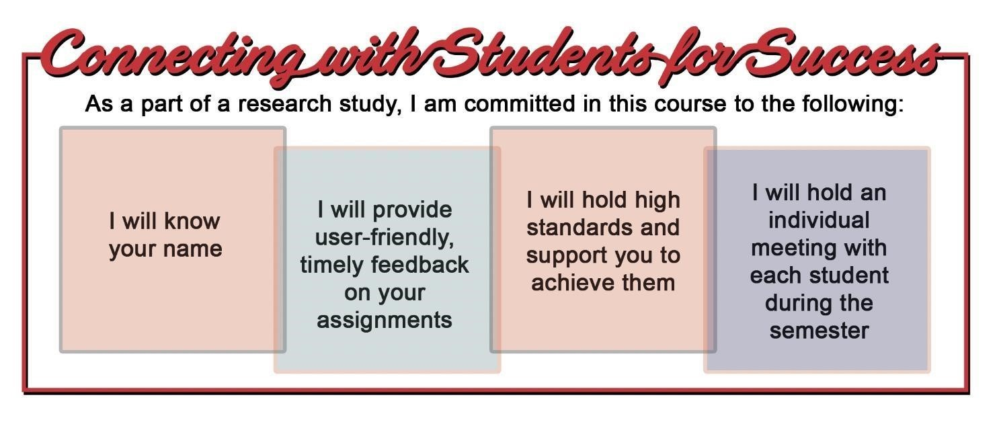 Connecting with Students for Success
As a part of a research study, I am committed in this course to the following:
I will know
your name
I will provide
user-friendly,
timely feedback
on your
assignments
I will hold high
standards and
support you to
achieve them
I will hold an
individual
meeting with
each student
during the
semester